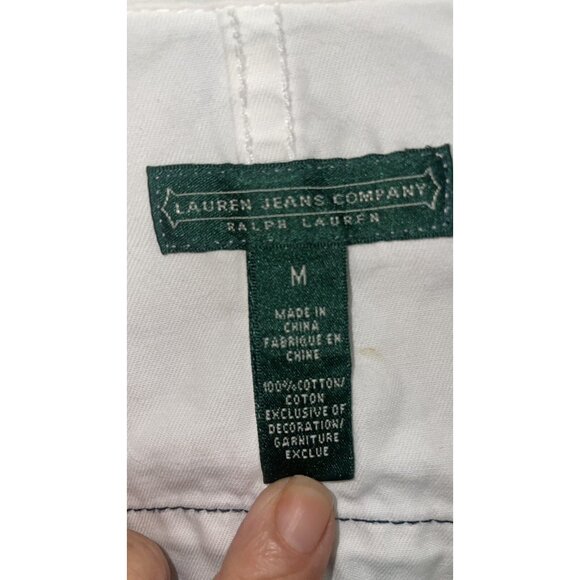 LAUREN JEANS COMPANY
RALPH LAUREN
M
MADE IN
CHINA
FABRIQUE EN
CHINE
100% COTTON/
COTON
EXCLUSIVE OF
DECORATION/
GARNITURE
EXCLUE